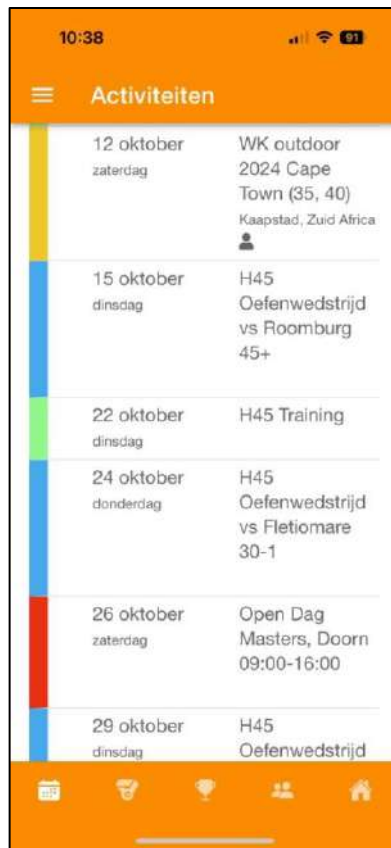 10:38
91
Activiteiten
12 oktober
zaterdag
WK outdoor
2024 Cape
Town (35, 40)
Kaapstad, Zuid Africa
15 oktober
dinsdag
H45
Oefenwedstrijd
vs Roomburg
45+
22 oktober
dinsdag
H45 Training
24 oktober
donderdag
H45
Oefenwedstrijd
vs Fletiomare
30-1
26 oktober
zaterdag
Open Dag
Masters, Doorn
09:00-16:00
29 oktober
dinsdag
H45
Oefenwedstrijd